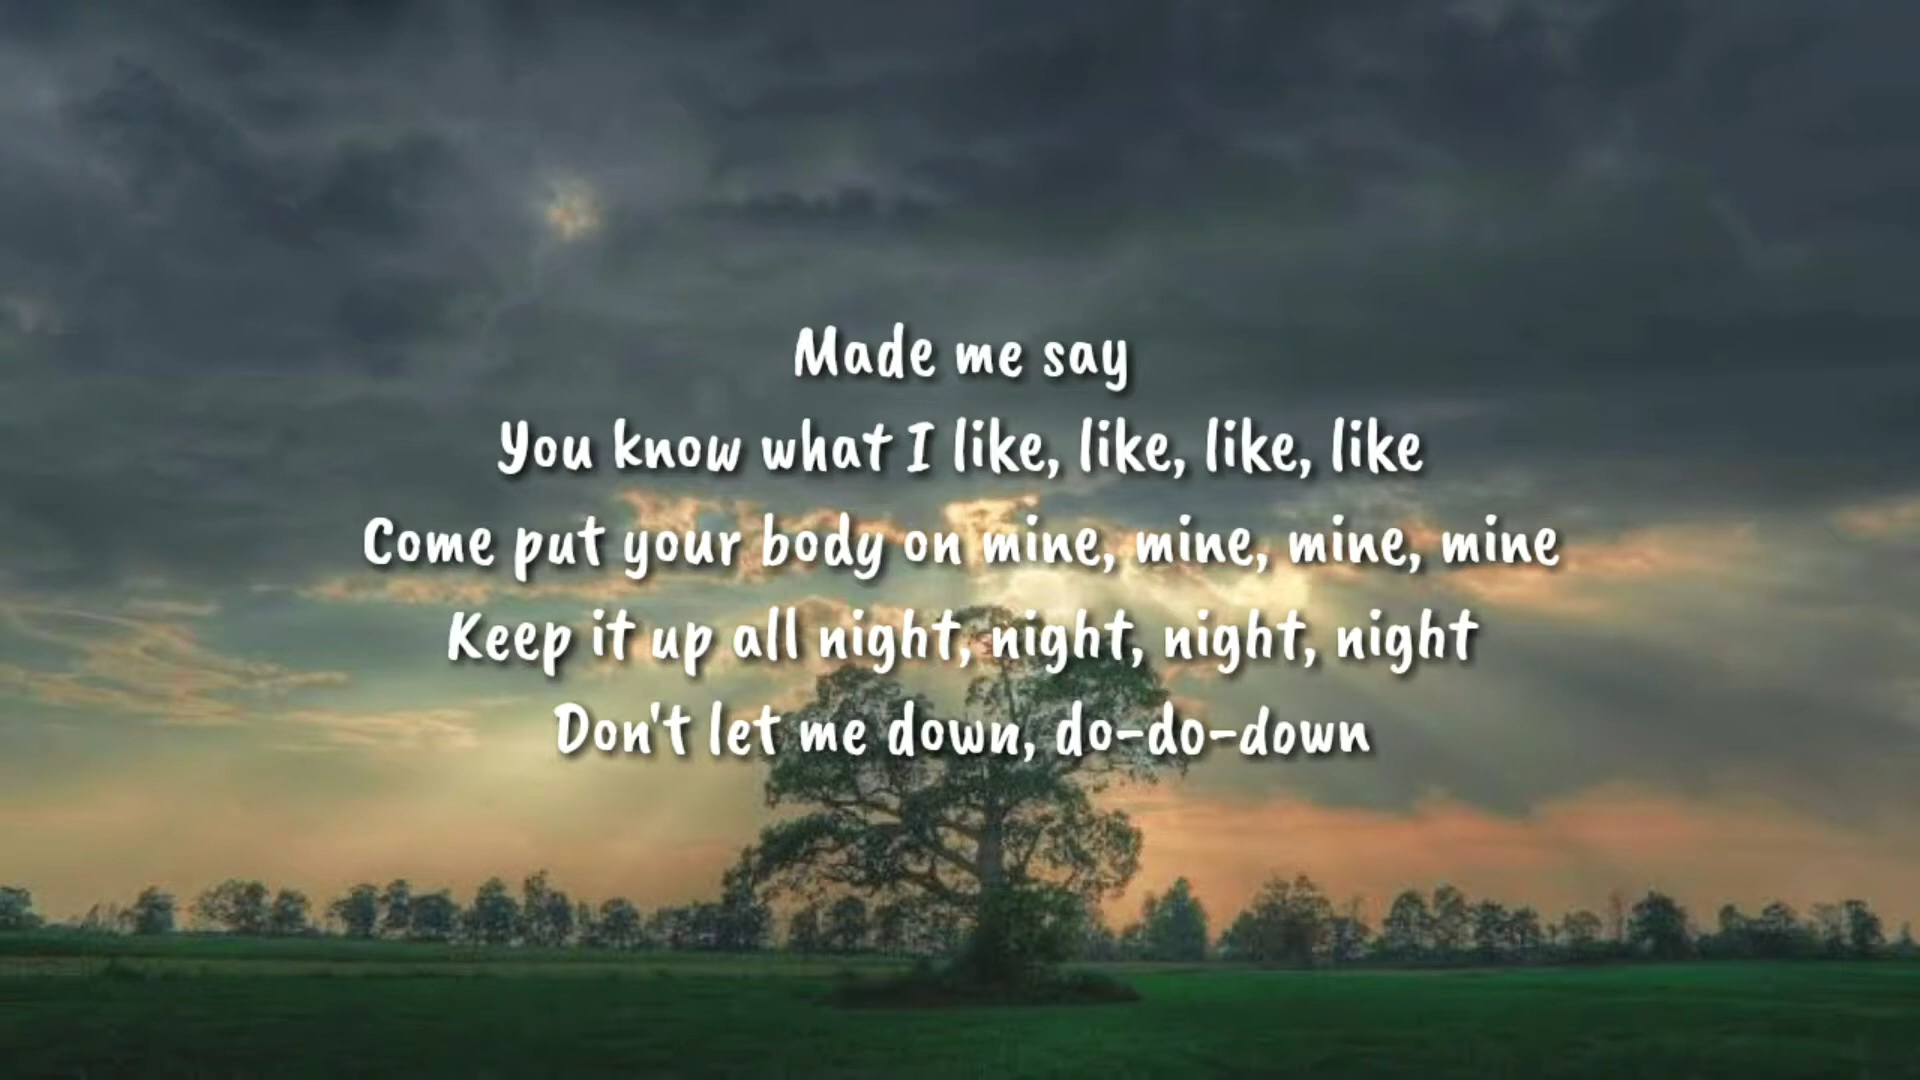 Made me say
You know what I like, like, like, like
Come put your body on mine, mine, mine, mine
Keep it up all night, night, night, night
Don't let me down, do-do-down